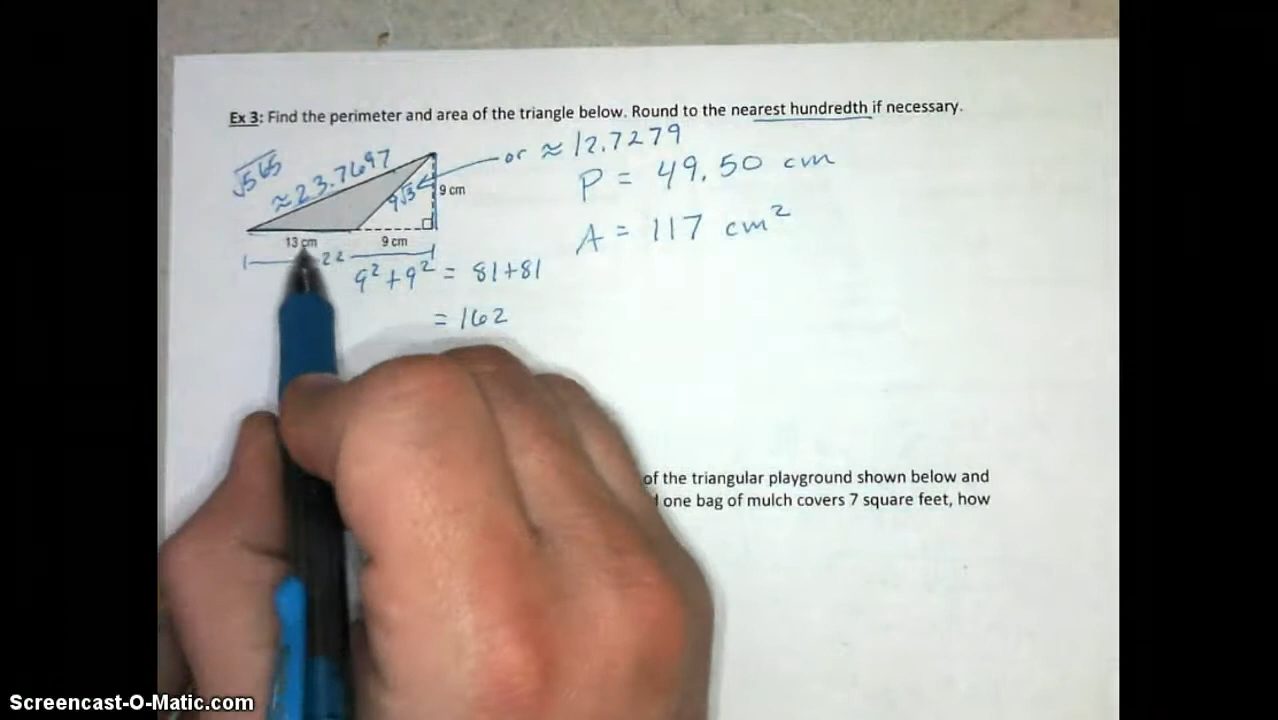 Ex 3: Find the perimeter and area of the triangle below. Round to the nearest hundredth if necessary.
√565
≈23.7697
or ≈ 12.7279
9√3
9 cm
P = 49.50 cm
A = 117 cm²
13 cm
9 cm
22
9² + 9² = 81+81
= 162
of the triangular playground shown below and
one bag of mulch covers 7 square feet, how
Screencast-O-Matic.com